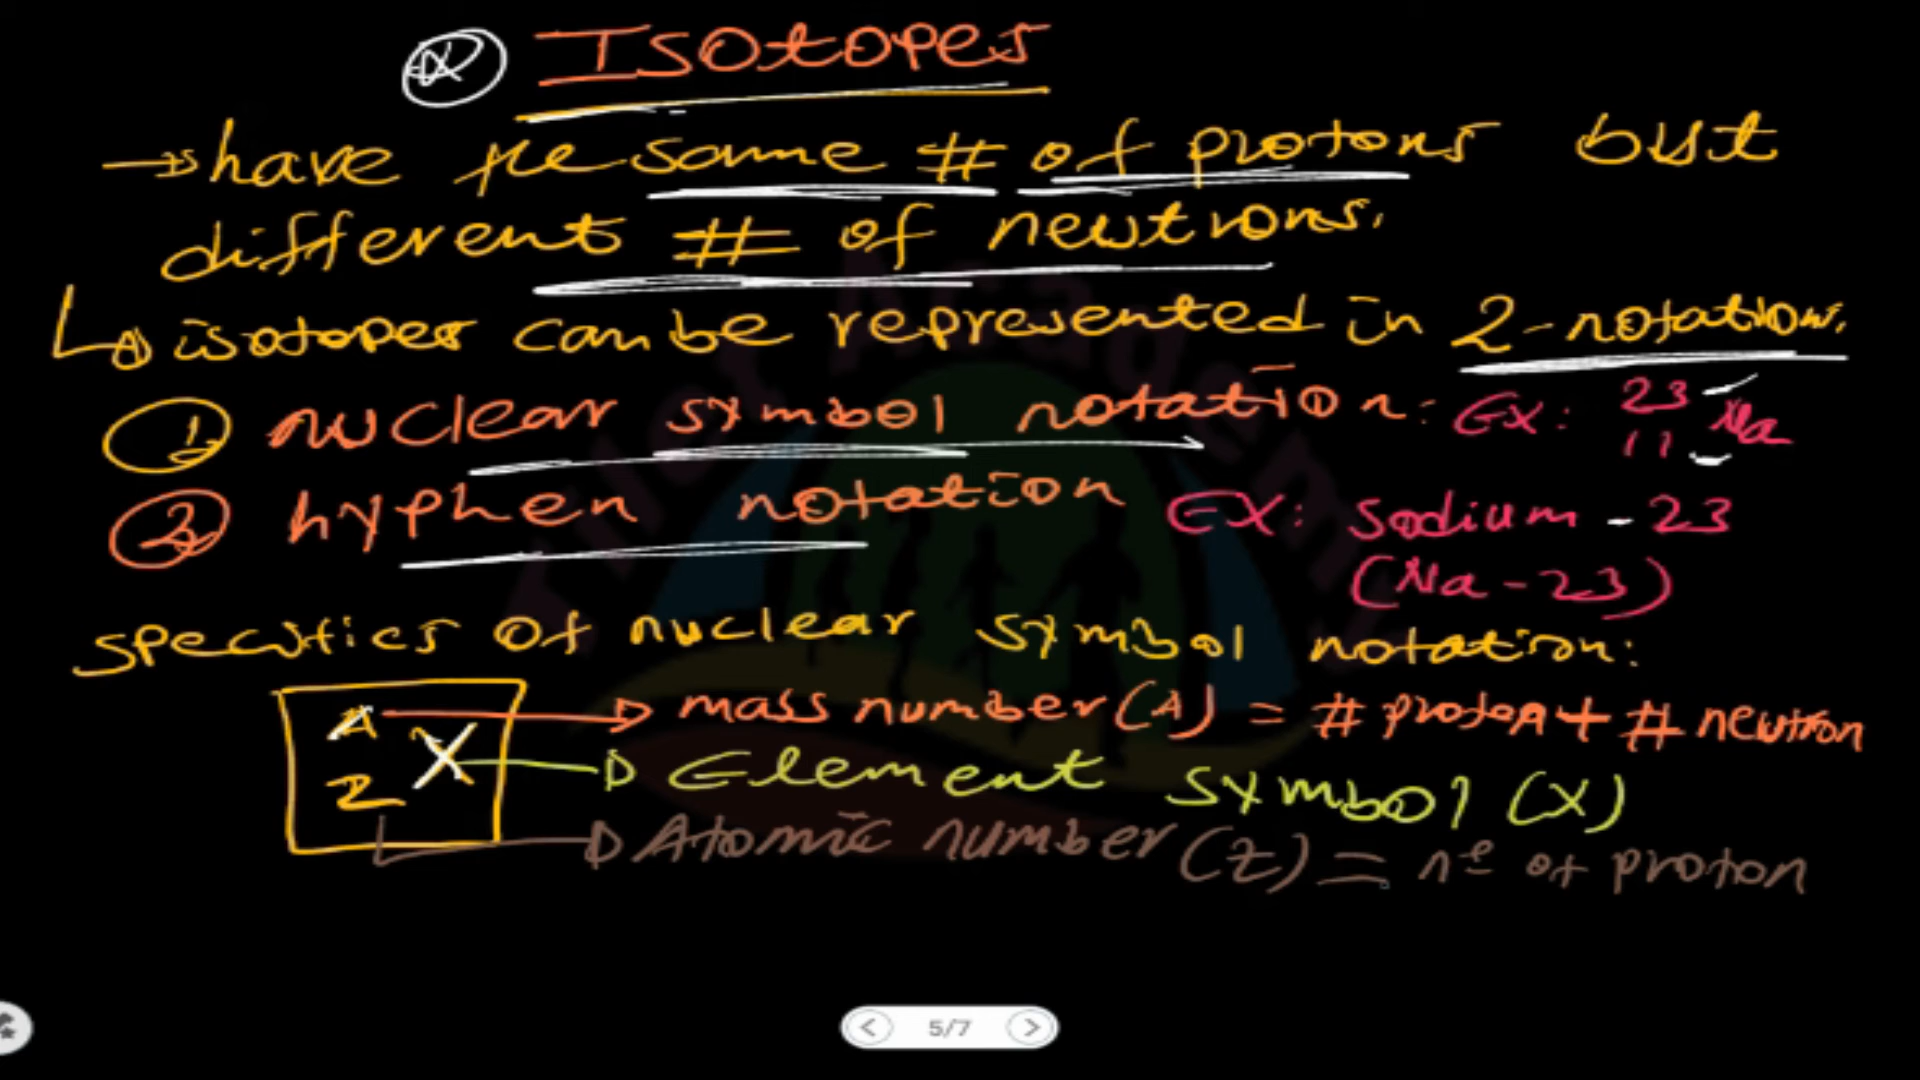 Isotopes
→ have the same # of protons but
different # of neutrons.
isotopes can be represented in 2-notation.
1. nuclear symbol notation: EX: 23 11 Na
2. hyphen notation EX: Sodium - 23
(Na - 23)
specifics of nuclear symbol notation:
A → mass number (A) = # proton + # neutron
X → Element symbol (X)
Z → Atomic number (Z) = nº of proton
5/7